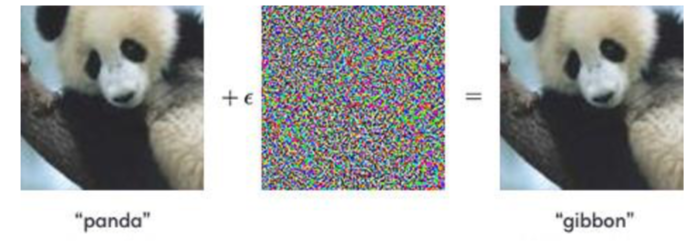 + ϵ =
“panda” “gibbon”